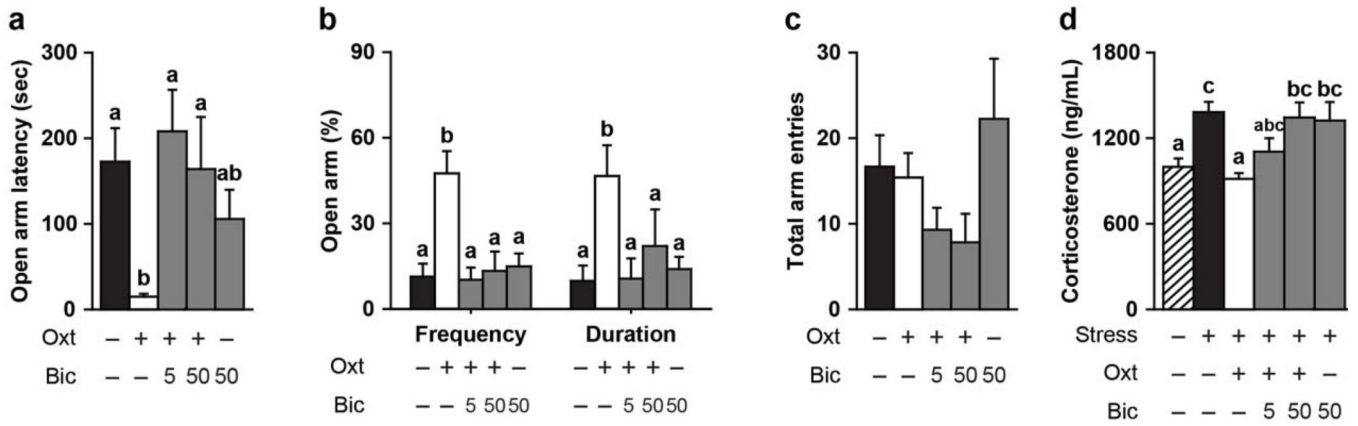 a
Open arm latency (sec)
300
200
100
0
a
b
a
a
ab
Oxt – + + + –
Bic – – 5 50 50
b
Open arm (%)
90
60
30
0
a
b
a
a
a
a
b
a
a
a
Frequency
Duration
Oxt – + + + – – + + + –
Bic – – 5 50 50 – – 5 50 50
c
Total arm entries
30
20
10
0
Oxt – + + + –
Bic – – 5 50 50
d
Corticosterone (ng/mL)
1800
1200
600
0
a
c
a
abc
bc
bc
Stress – + + + + +
Oxt – – + + + –
Bic – – – 5 50 50